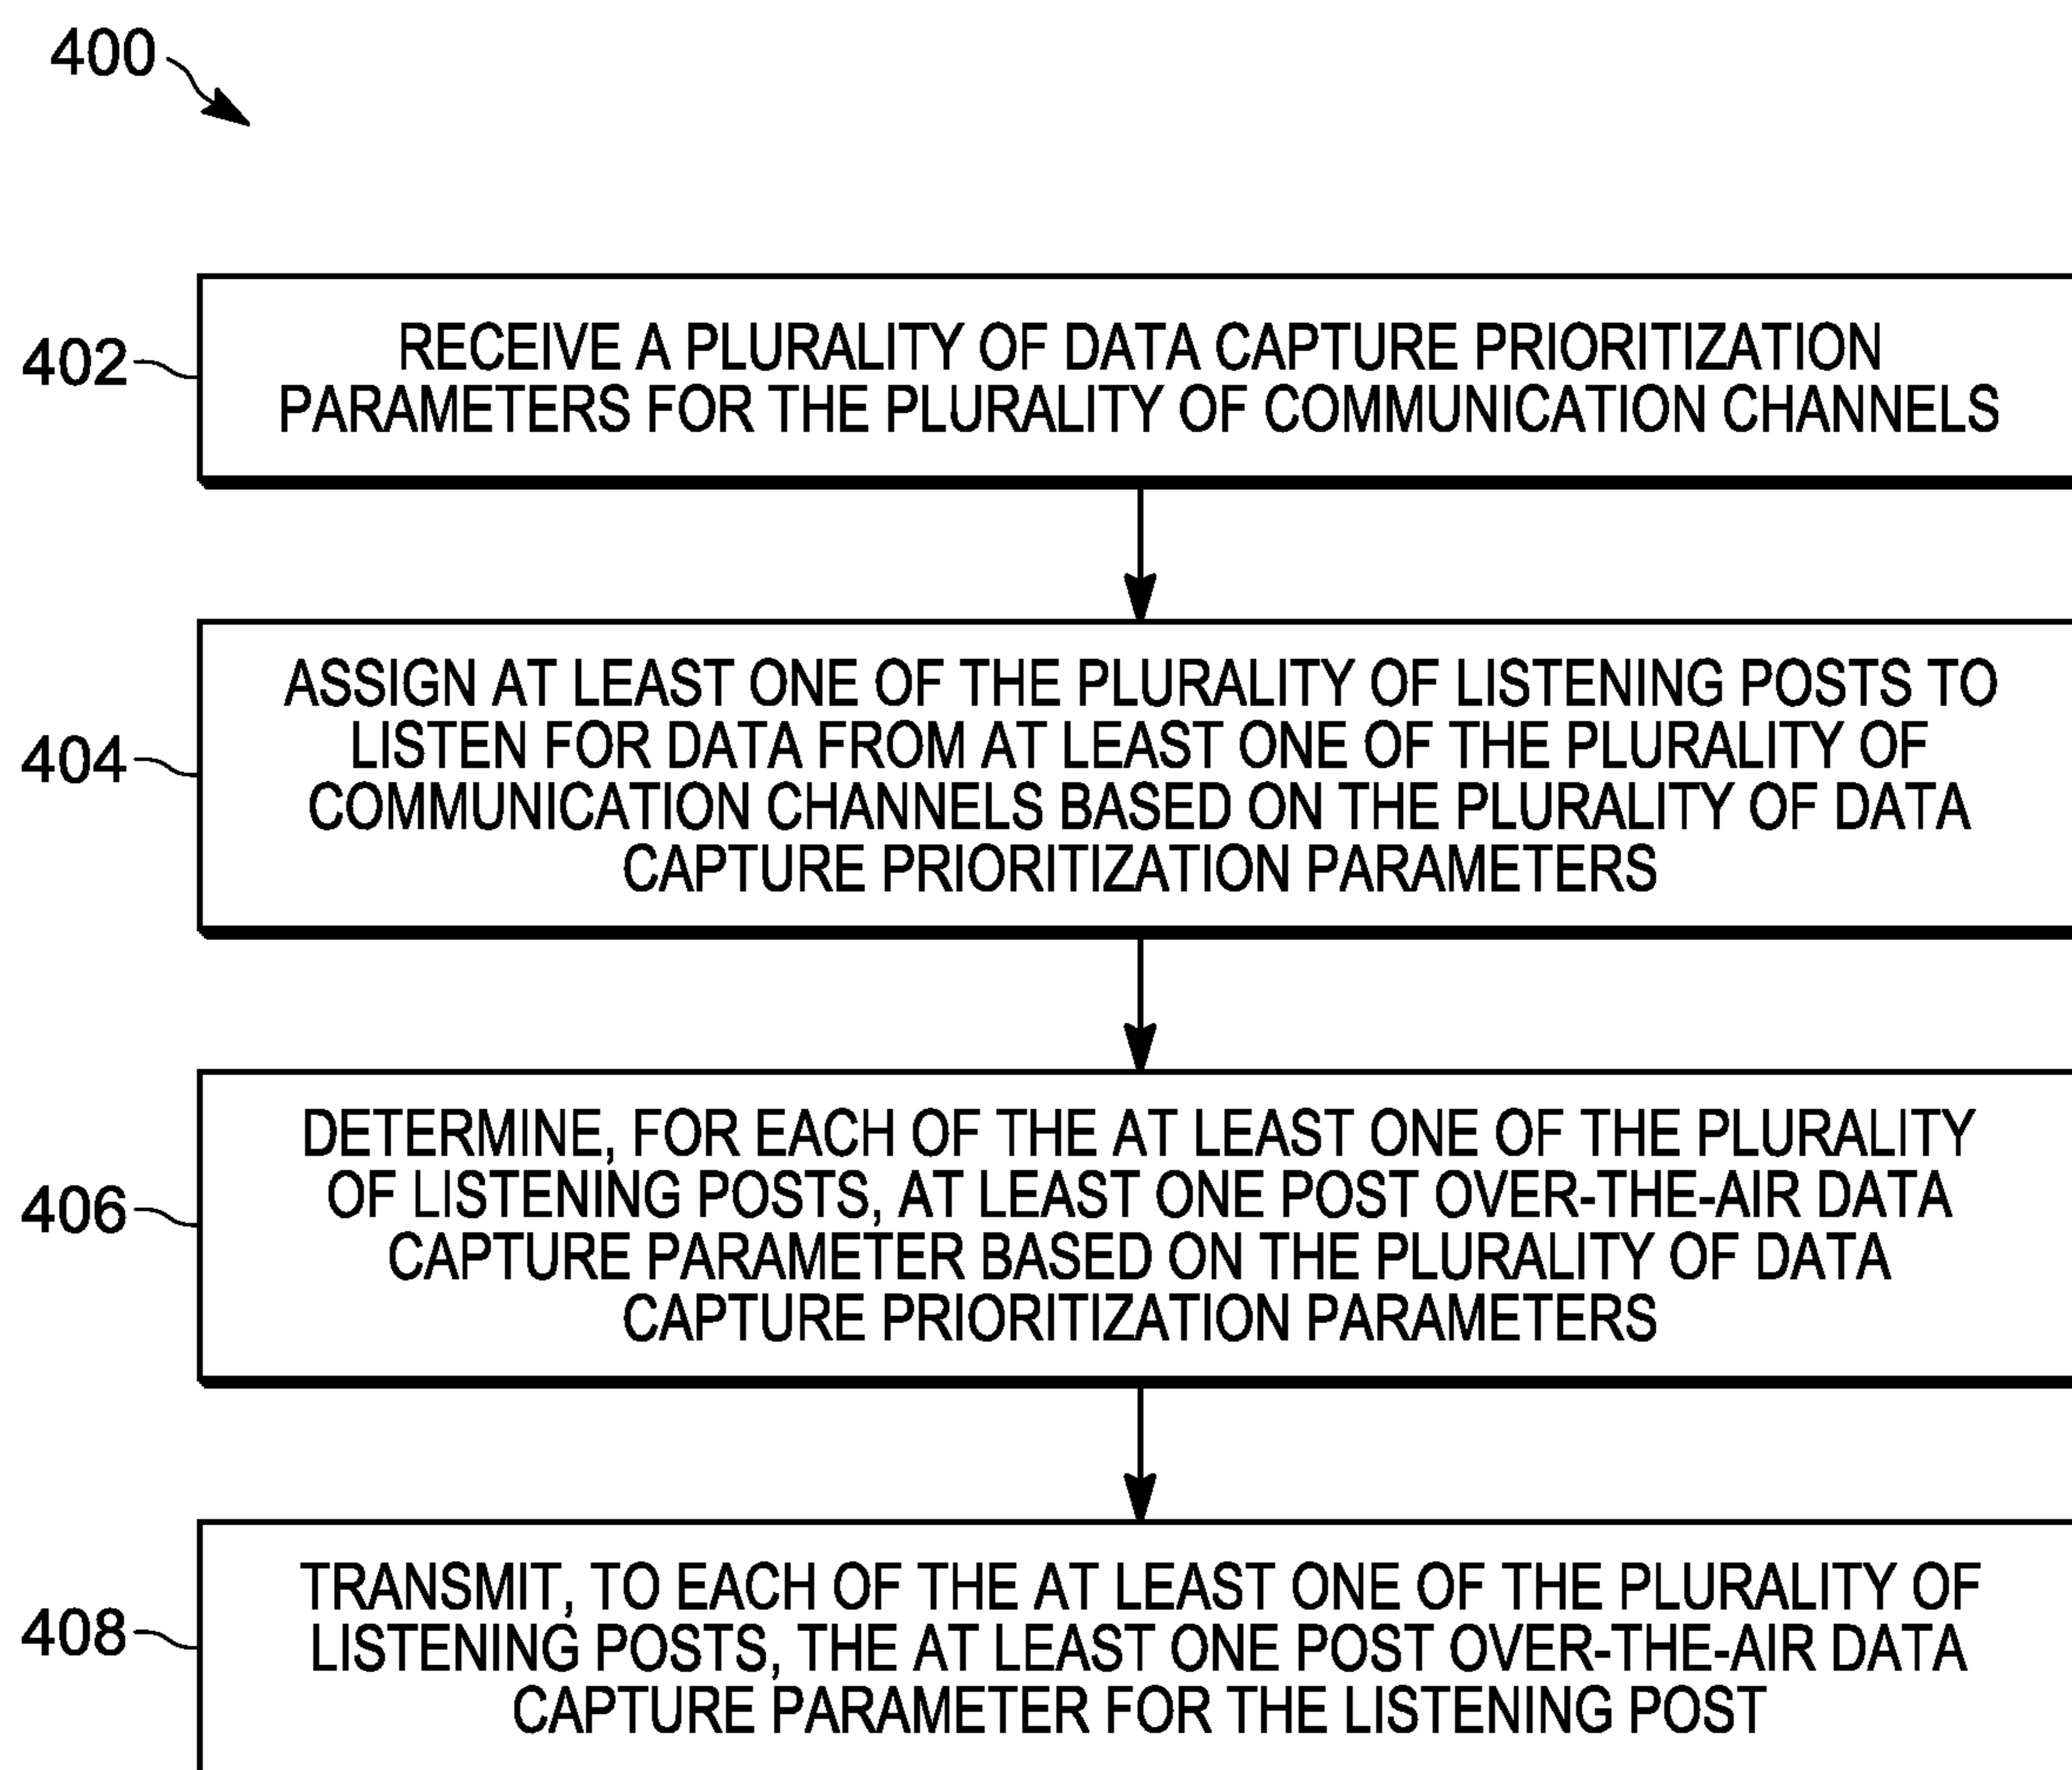 400
402
RECEIVE A PLURALITY OF DATA CAPTURE PRIORITIZATION
PARAMETERS FOR THE PLURALITY OF COMMUNICATION CHANNELS
404
ASSIGN AT LEAST ONE OF THE PLURALITY OF LISTENING POSTS TO
LISTEN FOR DATA FROM AT LEAST ONE OF THE PLURALITY OF
COMMUNICATION CHANNELS BASED ON THE PLURALITY OF DATA
CAPTURE PRIORITIZATION PARAMETERS
406
DETERMINE, FOR EACH OF THE AT LEAST ONE OF THE PLURALITY
OF LISTENING POSTS, AT LEAST ONE POST OVER-THE-AIR DATA
CAPTURE PARAMETER BASED ON THE PLURALITY OF DATA
CAPTURE PRIORITIZATION PARAMETERS
408
TRANSMIT, TO EACH OF THE AT LEAST ONE OF THE PLURALITY OF
LISTENING POSTS, THE AT LEAST ONE POST OVER-THE-AIR DATA
CAPTURE PARAMETER FOR THE LISTENING POST